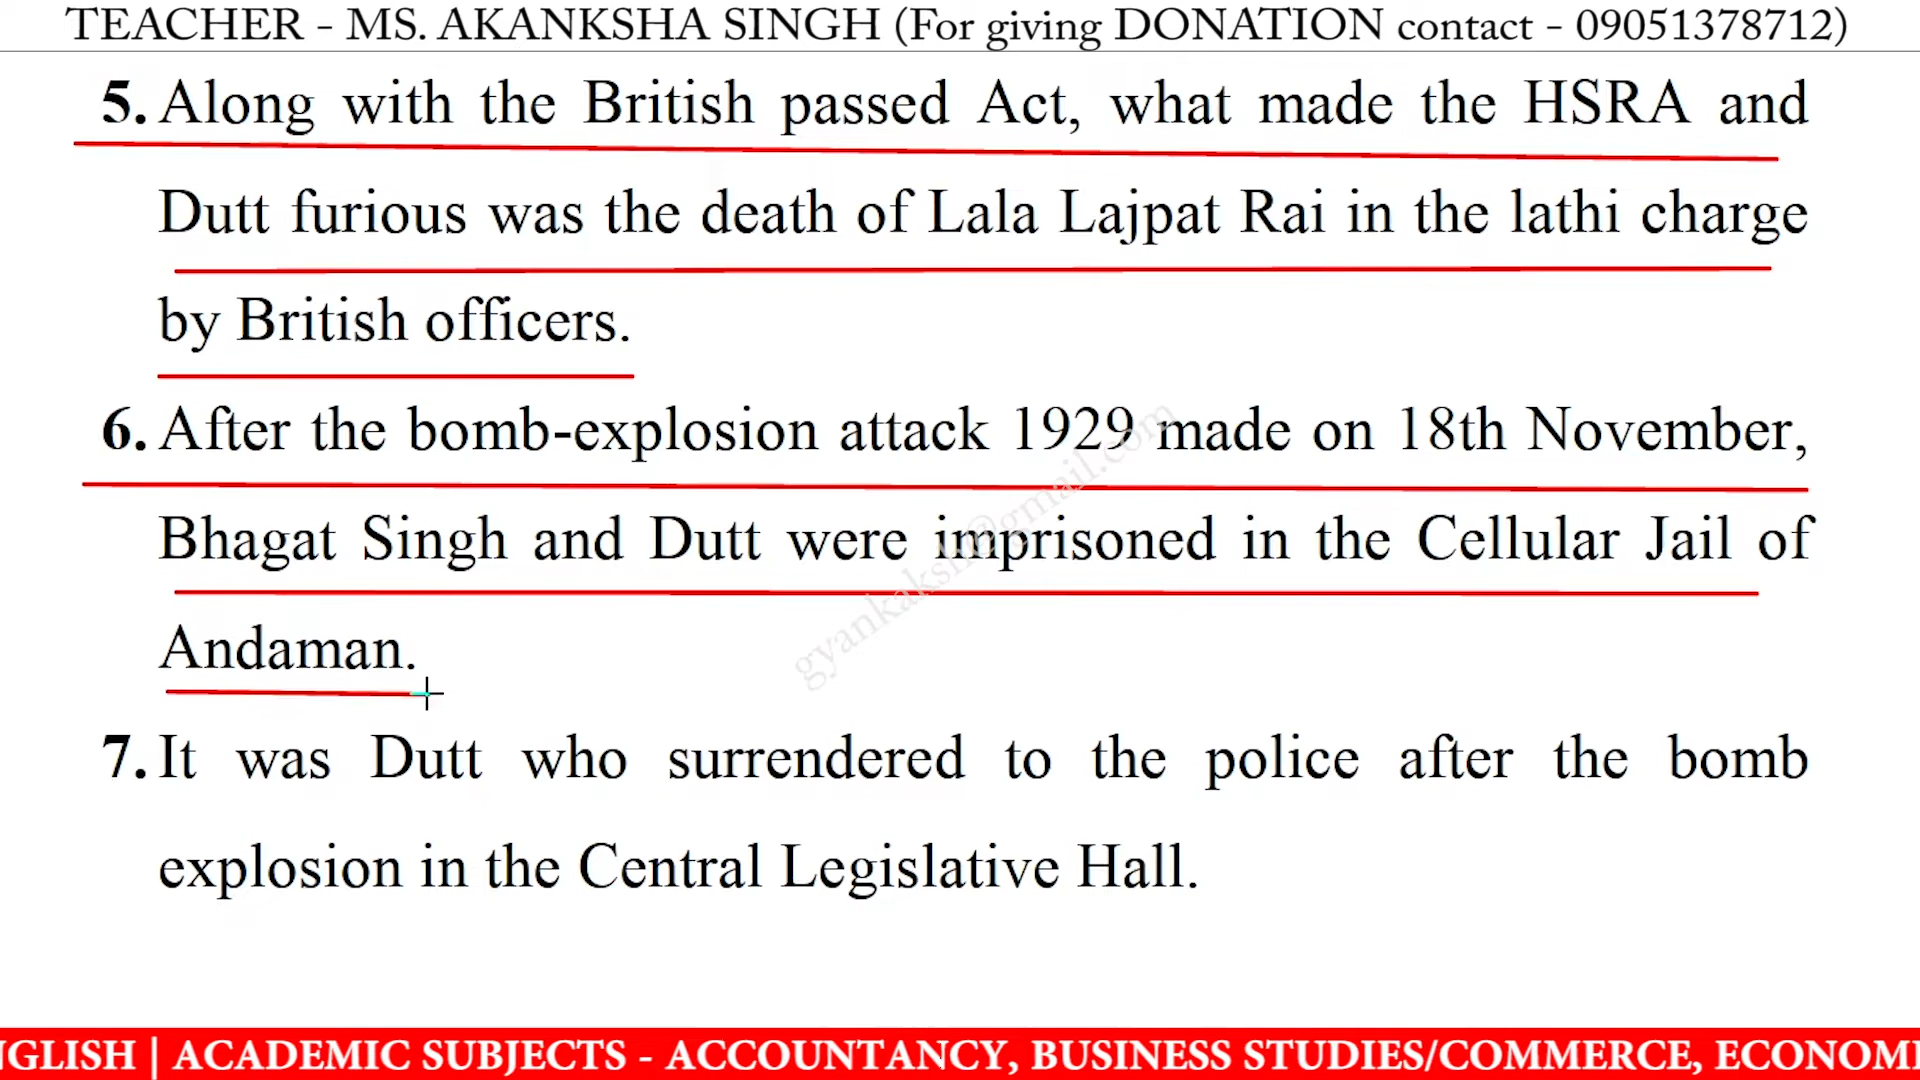 TEACHER - MS. AKANKSHA SINGH (For giving DONATION contact - 09051378712)
5. Along with the British passed Act, what made the HSRA and
Dutt furious was the death of Lala Lajpat Rai in the lathi charge
by British officers.
6. After the bomb-explosion attack 1929 made on 18th November,
Bhagat Singh and Dutt were imprisoned in the Cellular Jail of
Andaman.
gyankaksh@gmail.com
7. It was Dutt who surrendered to the police after the bomb
explosion in the Central Legislative Hall.
NGLISH | ACADEMIC SUBJECTS - ACCOUNTANCY, BUSINESS STUDIES/COMMERCE, ECONOMI